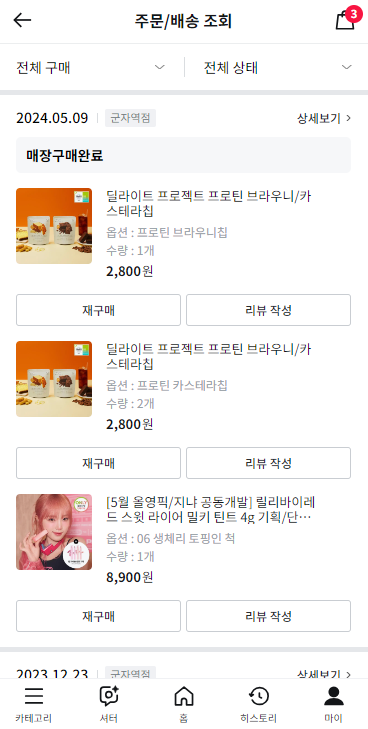 주문/배송 조회
3
전체 구매
전체 상태
2024.05.09
군자역점
상세보기
매장구매완료
딜라이트 프로젝트 프로틴 브라우니/카
스테라칩
옵션 : 프로틴 브라우니칩
수량 : 1개
2,800원
재구매
리뷰 작성
딜라이트 프로젝트 프로틴 브라우니/카
스테라칩
옵션 : 프로틴 카스테라칩
수량 : 2개
2,800원
재구매
리뷰 작성
[5월 올영픽/지냐 공동개발] 릴리바이레
드 스윗 라이어 밀키 틴트 4g 기획/단…
옵션 : 06 생체리 토핑인 척
수량 : 1개
8,900원
재구매
리뷰 작성
2023.12.23
군자역점
상세보기
카테고리
셔터
홈
히스토리
마이